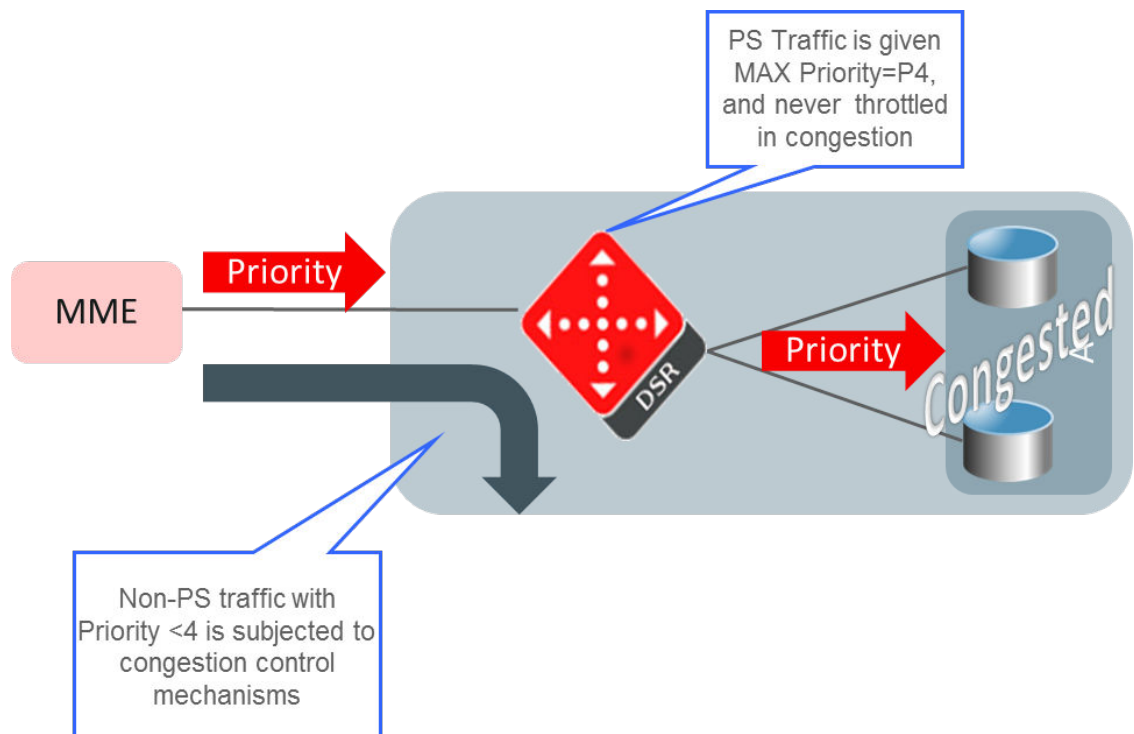 PS Traffic is given
MAX Priority=P4,
and never throttled
in congestion
Priority
MME
DSR
Priority
Congested
A
Non-PS traffic with
Priority <4 is subjected to
congestion control
mechanisms